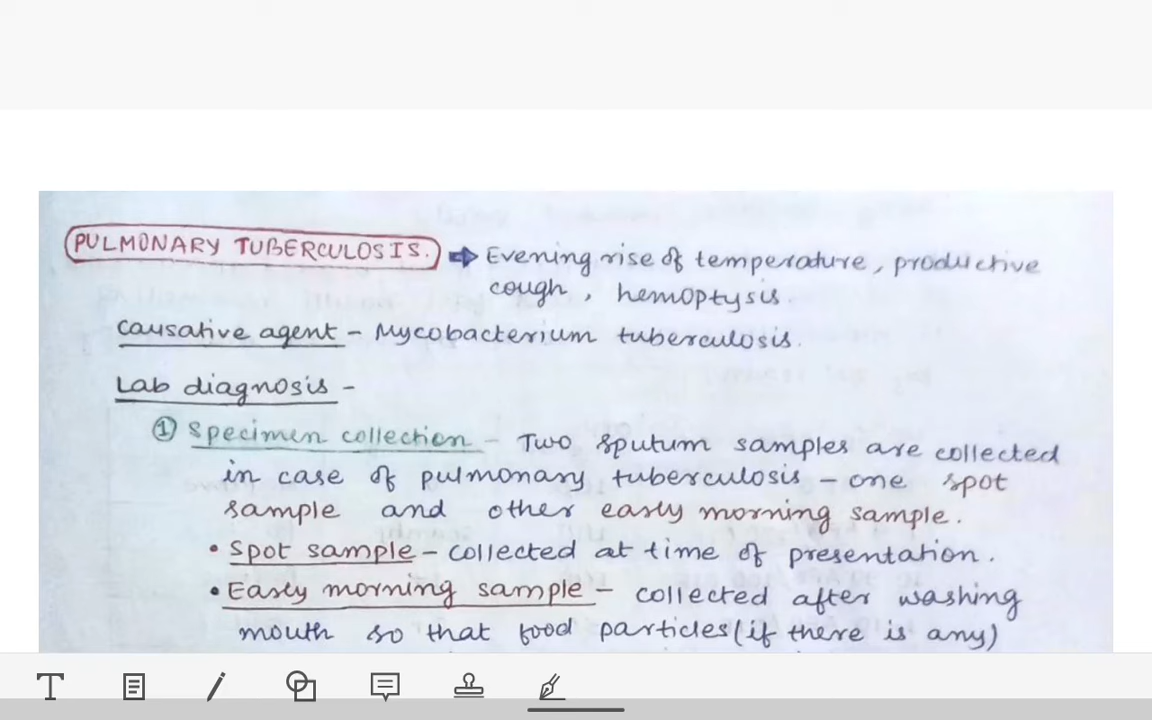 PULMONARY TUBERCULOSIS. ➡ Evening rise of temperature, productive
cough, hemoptysis.
Causative agent - Mycobacterium tuberculosis.
Lab diagnosis -
① Specimen collection - Two sputum samples are collected
in case of pulmonary tuberculosis - one spot
sample and other early morning sample.
• Spot sample - collected at time of presentation.
• Early morning sample - collected after washing
mouth so that food particles (if there is any)
T